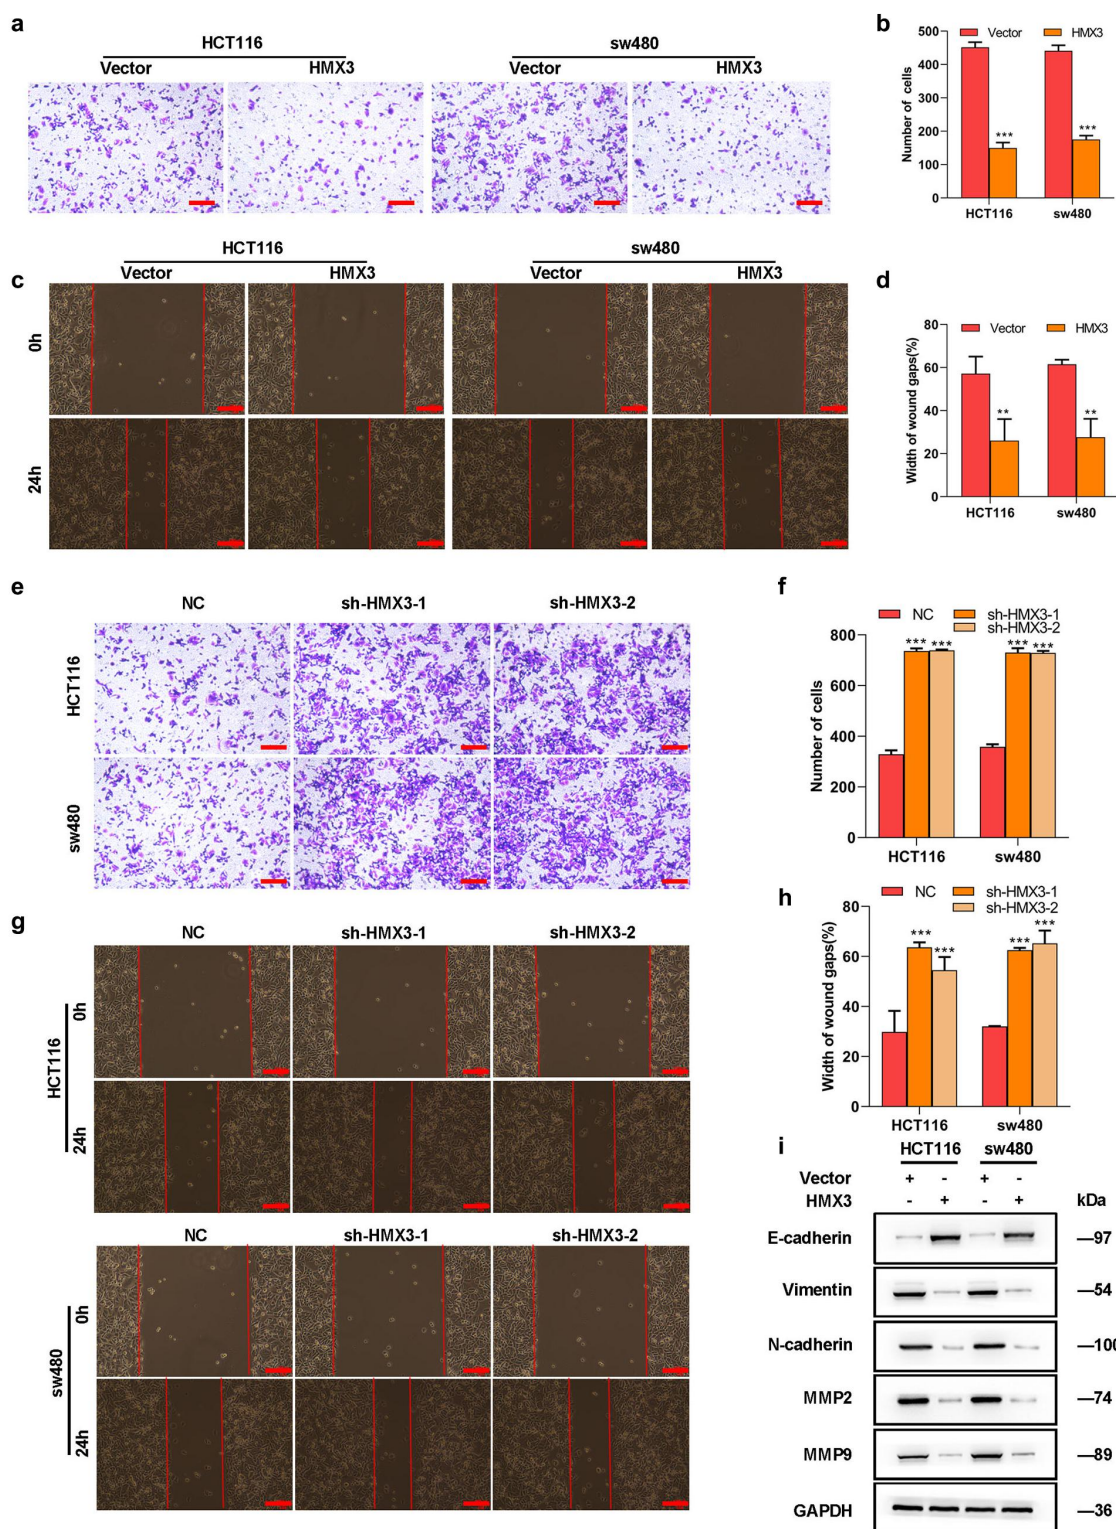 a
HCT116
sw480
Vector
HMX3
Vector
HMX3
b
Vector
HMX3
Number of cells
500
400
300
200
100
0
***
***
HCT116
sw480
c
HCT116
sw480
Vector
HMX3
Vector
HMX3
0h
24h
d
Vector
HMX3
Width of wound gaps(%)
80
60
40
20
0
**
**
HCT116
sw480
e
NC
sh-HMX3-1
sh-HMX3-2
HCT116
sw480
f
NC
sh-HMX3-1
sh-HMX3-2
Number of cells
800
600
400
200
0
***
***
***
***
HCT116
sw480
g
NC
sh-HMX3-1
sh-HMX3-2
HCT116
0h
24h
NC
sh-HMX3-1
sh-HMX3-2
sw480
0h
24h
h
NC
sh-HMX3-1
sh-HMX3-2
Width of wound gaps(%)
80
60
40
20
0
***
***
***
***
HCT116
sw480
i
HCT116
sw480
Vector + - + -
HMX3 - + - + kDa
E-cadherin —97
Vimentin —54
N-cadherin —100
MMP2 —74
MMP9 —89
GAPDH —36